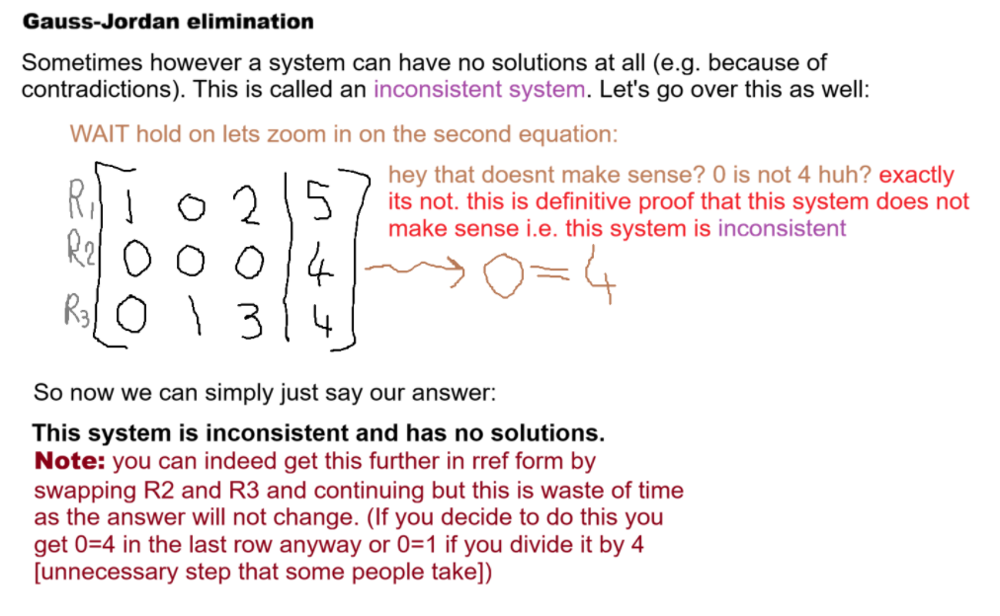 Gauss-Jordan elimination
Sometimes however a system can have no solutions at all (e.g. because of
contradictions). This is called an inconsistent system. Let's go over this as well:
WAIT hold on lets zoom in on the second equation:
hey that doesnt make sense? 0 is not 4 huh? exactly
its not. this is definitive proof that this system does not
make sense i.e. this system is inconsistent
R1 1 0 2 | 5
R2 0 0 0 | 4 → 0=4
R3 0 1 3 | 4
So now we can simply just say our answer:
This system is inconsistent and has no solutions.
Note: you can indeed get this further in rref form by
swapping R2 and R3 and continuing but this is waste of time
as the answer will not change. (If you decide to do this you
get 0=4 in the last row anyway or 0=1 if you divide it by 4
[unnecessary step that some people take])